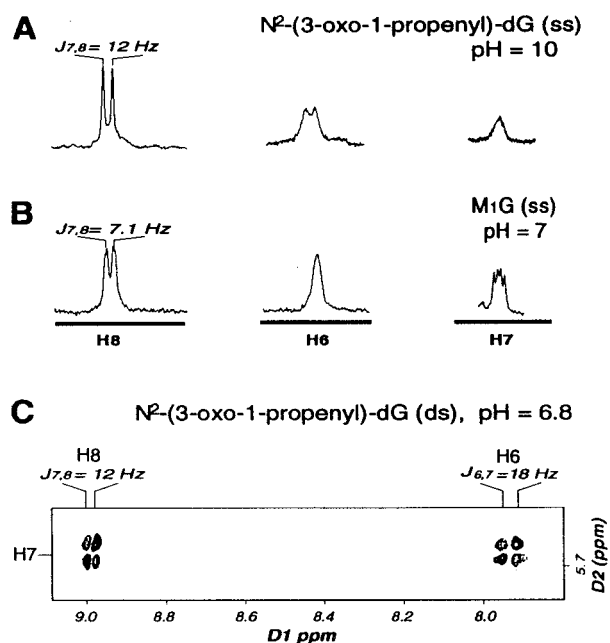 A
N²-(3-oxo-1-propenyl)-dG (ss)
pH = 10
J7,8 = 12 Hz
B
M1G (ss)
pH = 7
J7,8 = 7.1 Hz
H8
H6
H7
C
N²-(3-oxo-1-propenyl)-dG (ds), pH = 6.8
H8
H6
J7,8 = 12 Hz
J6,7 = 18 Hz
H7
5.7
D2 (ppm)
9.0
8.8
8.6
8.4
8.2
8.0
D1 ppm